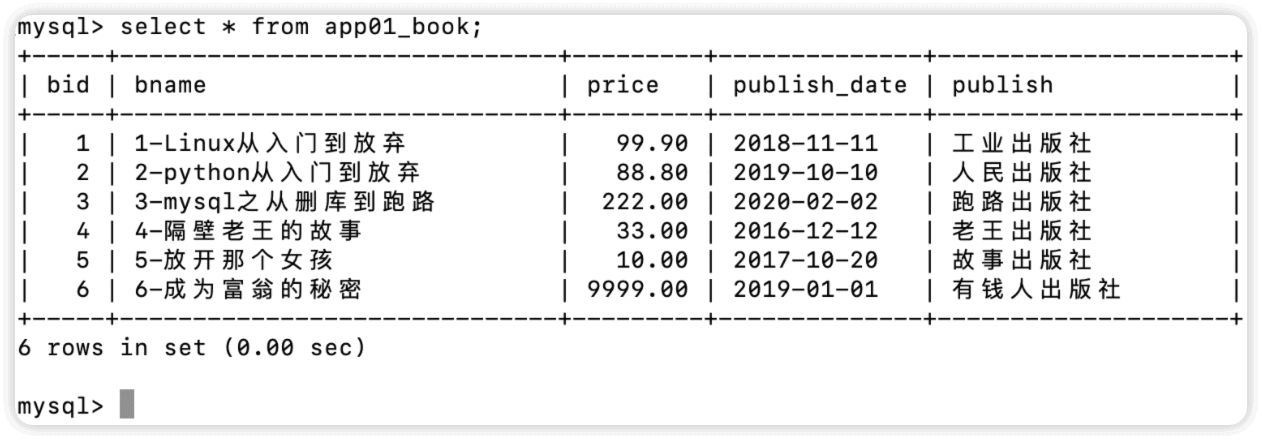 mysql> select * from app01_book;
+-----+------------------------------+---------+--------------+--------------------+
| bid | bname                        | price   | publish_date | publish            |
+-----+------------------------------+---------+--------------+--------------------+
|   1 | 1-Linux从入门到放弃          |   99.90 | 2018-11-11   | 工业出版社         |
|   2 | 2-python从入门到放弃         |   88.80 | 2019-10-10   | 人民出版社         |
|   3 | 3-mysql之从删库到跑路        |  222.00 | 2020-02-02   | 跑路出版社         |
|   4 | 4-隔壁老王的故事             |   33.00 | 2016-12-12   | 老王出版社         |
|   5 | 5-放开那个女孩               |   10.00 | 2017-10-20   | 故事出版社         |
|   6 | 6-成为富翁的秘密             | 9999.00 | 2019-01-01   | 有钱人出版社       |
+-----+------------------------------+---------+--------------+--------------------+
6 rows in set (0.00 sec)
mysql>